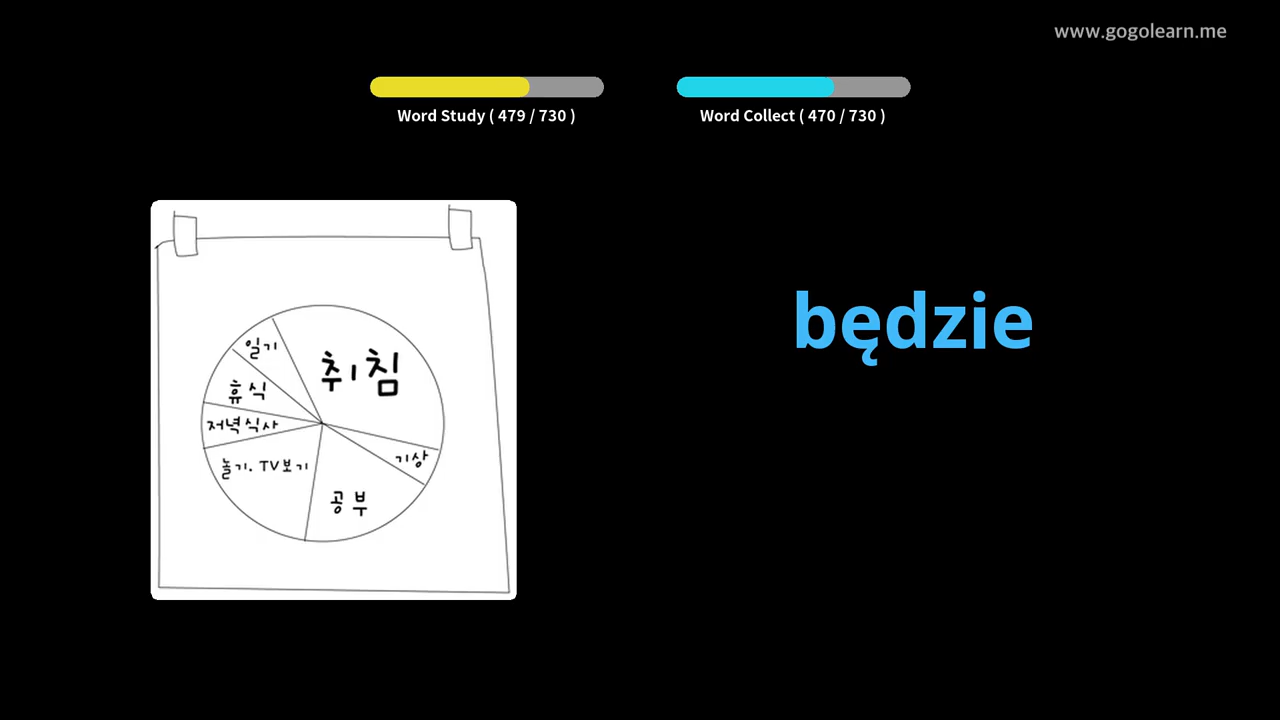 www.gogolearn.me
Word Study ( 479 / 730 )
Word Collect ( 470 / 730 )
będzie
일기
취침
휴식
저녁식사
놀기. TV보기
기상
공부